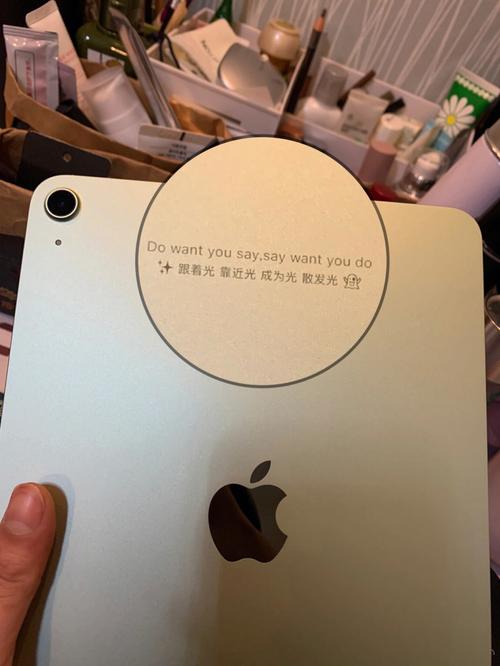 Do want you say,say want you do
✨ 跟着光 靠近光 成为光 散发光 👻